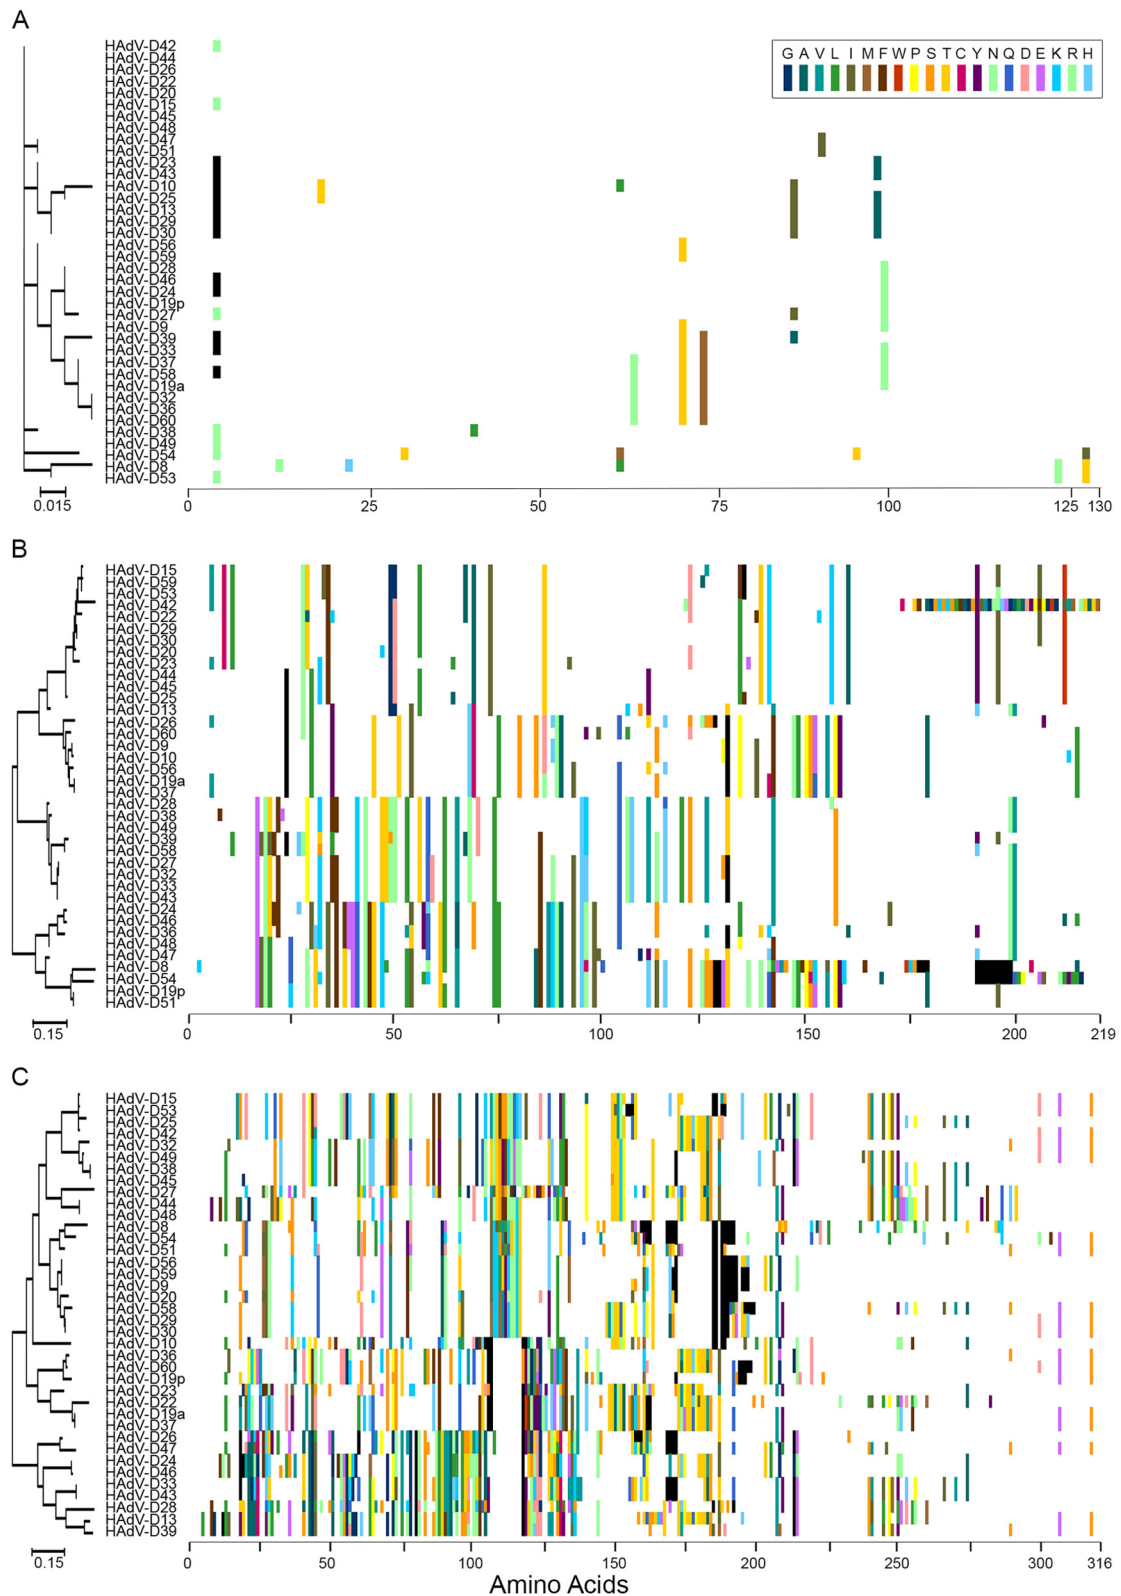 A
G A V L I M F W P S T C Y N Q D E K R H
HAdV-D42
HAdV-D44
HAdV-D26
HAdV-D22
HAdV-D20
HAdV-D15
HAdV-D45
HAdV-D48
HAdV-D47
HAdV-D51
HAdV-D23
HAdV-D43
HAdV-D10
HAdV-D25
HAdV-D13
HAdV-D29
HAdV-D30
HAdV-D56
HAdV-D59
HAdV-D28
HAdV-D46
HAdV-D24
HAdV-D19p
HAdV-D27
HAdV-D9
HAdV-D39
HAdV-D33
HAdV-D37
HAdV-D58
HAdV-D19a
HAdV-D32
HAdV-D36
HAdV-D60
HAdV-D38
HAdV-D49
HAdV-D54
HAdV-D8
HAdV-D53
0.015
0 25 50 75 100 125 130
B
HAdV-D15
HAdV-D59
HAdV-D53
HAdV-D42
HAdV-D22
HAdV-D29
HAdV-D30
HAdV-D20
HAdV-D23
HAdV-D44
HAdV-D45
HAdV-D25
HAdV-D13
HAdV-D26
HAdV-D60
HAdV-D9
HAdV-D10
HAdV-D56
HAdV-D19a
HAdV-D37
HAdV-D28
HAdV-D38
HAdV-D49
HAdV-D39
HAdV-D58
HAdV-D27
HAdV-D32
HAdV-D33
HAdV-D43
HAdV-D24
HAdV-D46
HAdV-D36
HAdV-D48
HAdV-D47
HAdV-D8
HAdV-D54
HAdV-D19p
HAdV-D51
0.15
0 50 100 150 200 219
C
HAdV-D15
HAdV-D53
HAdV-D25
HAdV-D42
HAdV-D32
HAdV-D49
HAdV-D38
HAdV-D45
HAdV-D27
HAdV-D44
HAdV-D48
HAdV-D8
HAdV-D54
HAdV-D51
HAdV-D56
HAdV-D59
HAdV-D9
HAdV-D20
HAdV-D58
HAdV-D29
HAdV-D30
HAdV-D10
HAdV-D36
HAdV-D60
HAdV-D19p
HAdV-D23
HAdV-D22
HAdV-D19a
HAdV-D37
HAdV-D26
HAdV-D47
HAdV-D24
HAdV-D46
HAdV-D33
HAdV-D43
HAdV-D28
HAdV-D13
HAdV-D39
0.15
0 50 100 150 200 250 300 316
Amino Acids